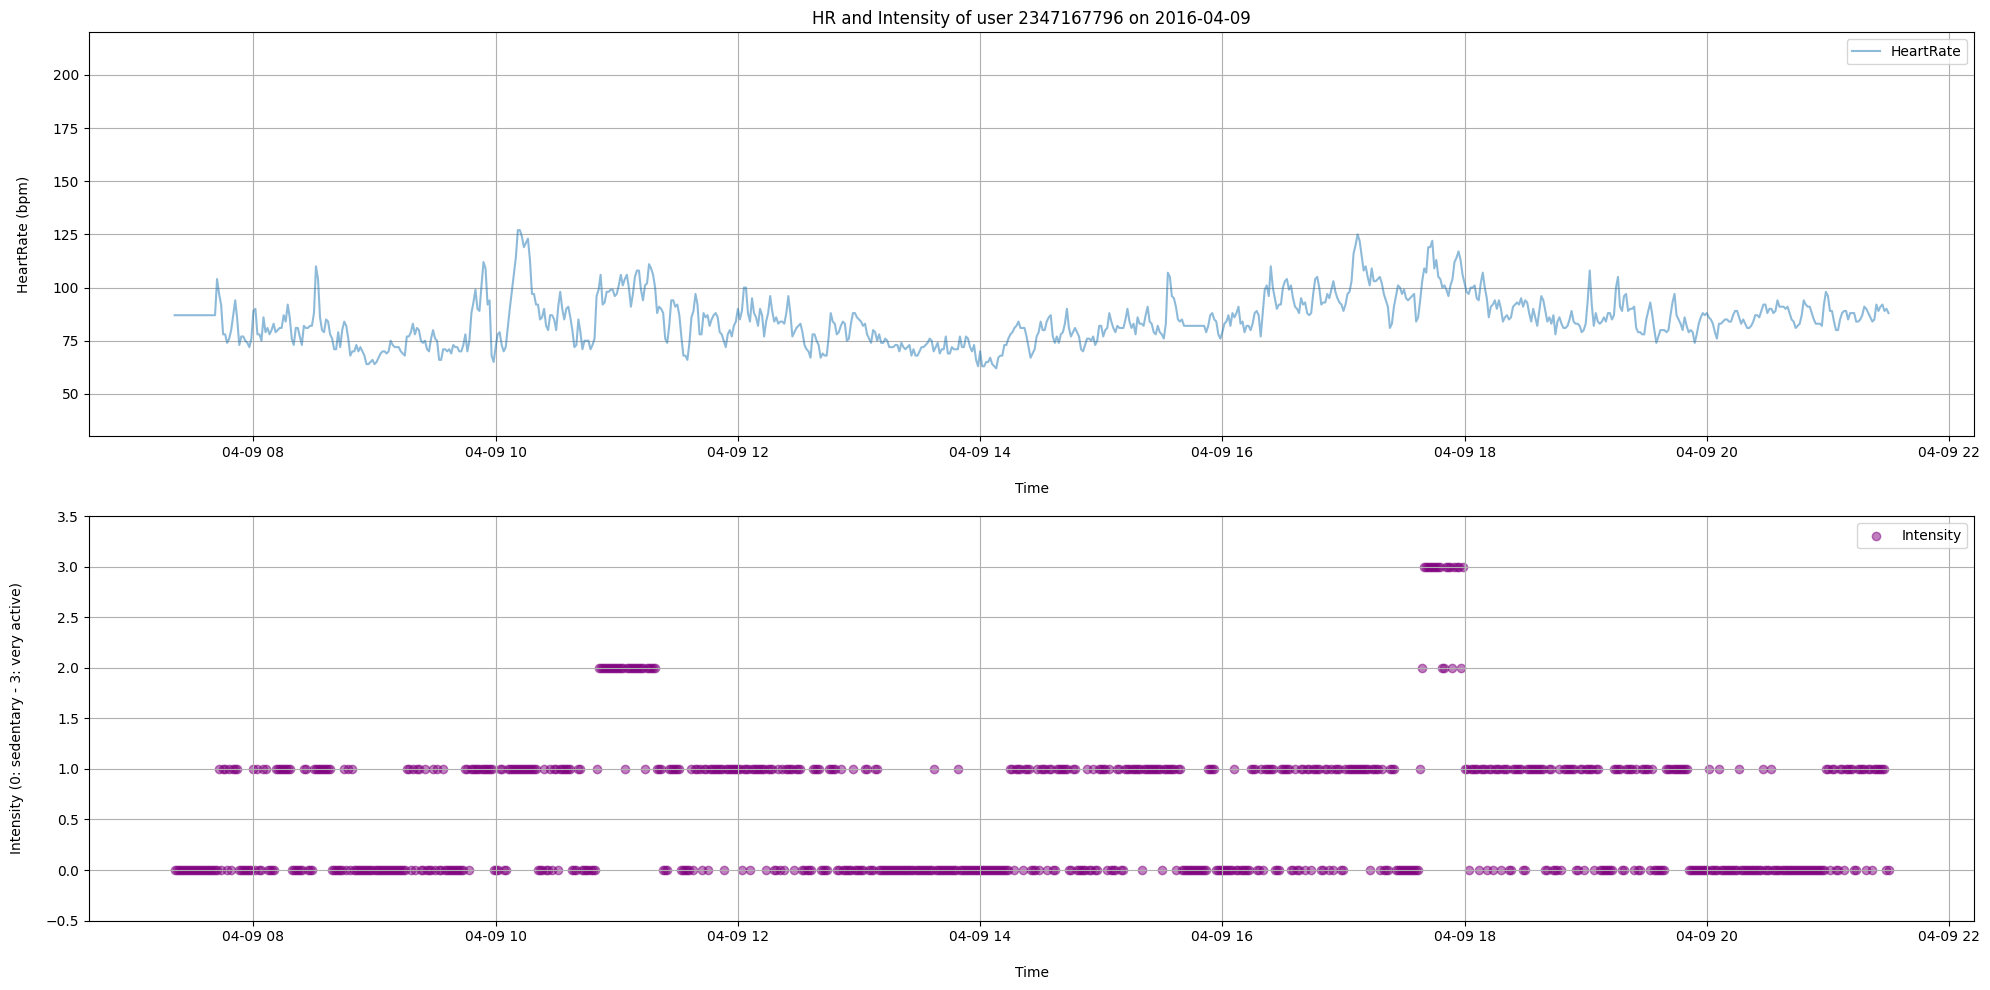 HR and Intensity of user 2347167796 on 2016-04-09
HeartRate
200
175
150
125
100
75
50
HeartRate (bpm)
04-09 08 04-09 10 04-09 12 04-09 14 04-09 16 04-09 18 04-09 20 04-09 22
Time
Intensity
3.5
3.0
2.5
2.0
1.5
1.0
0.5
0.0
−0.5
Intensity (0: sedentary - 3: very active)
04-09 08 04-09 10 04-09 12 04-09 14 04-09 16 04-09 18 04-09 20 04-09 22
Time